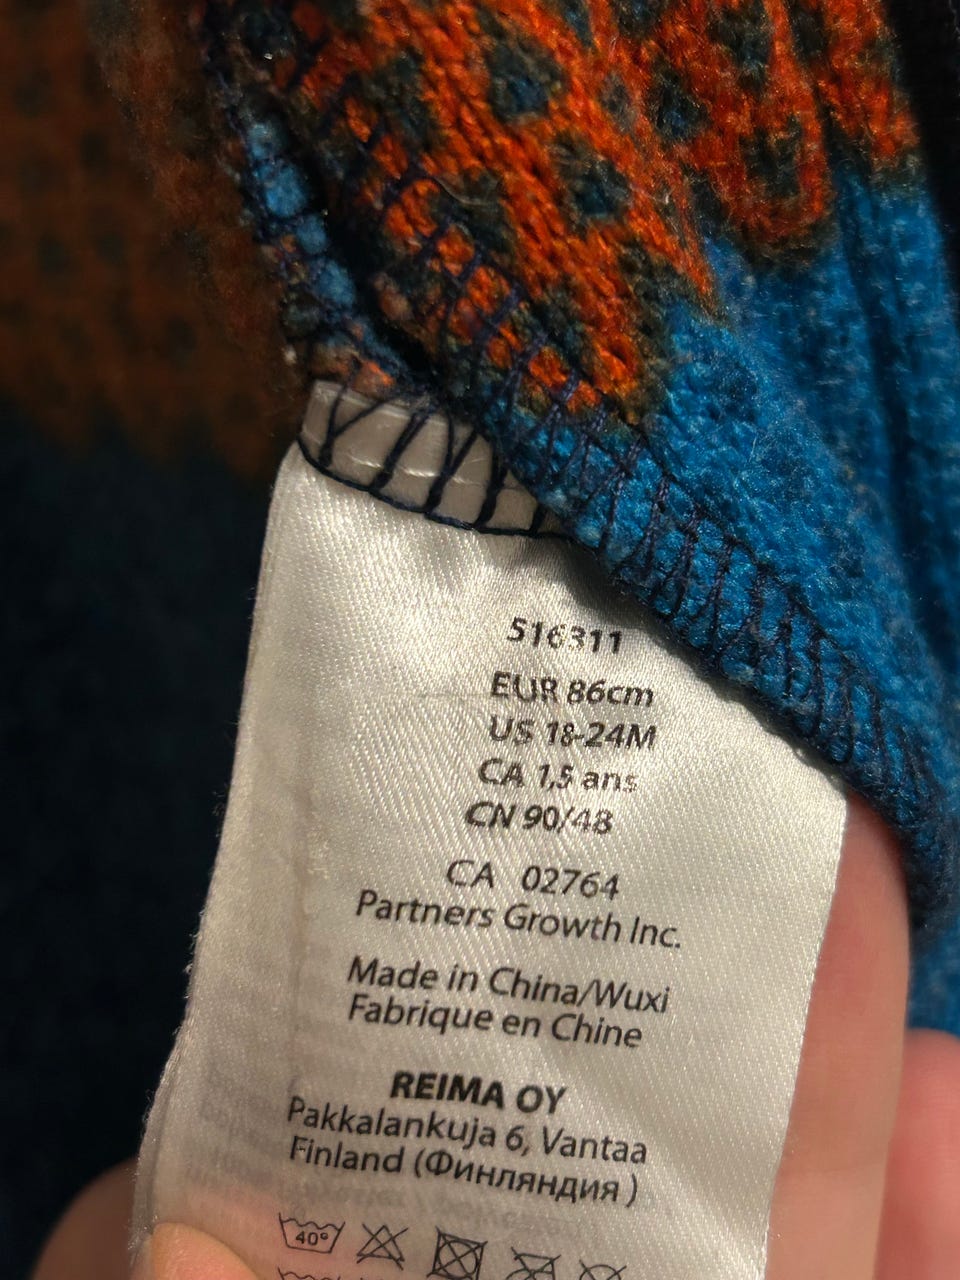 516311
EUR 86cm
US 18-24M
CA 1,5 ans
CN 90/48
CA 02764
Partners Growth Inc.
Made in China/Wuxi
Fabrique en Chine
REIMA OY
Pakkalankuja 6, Vantaa
Finland (Финляндия )
40°